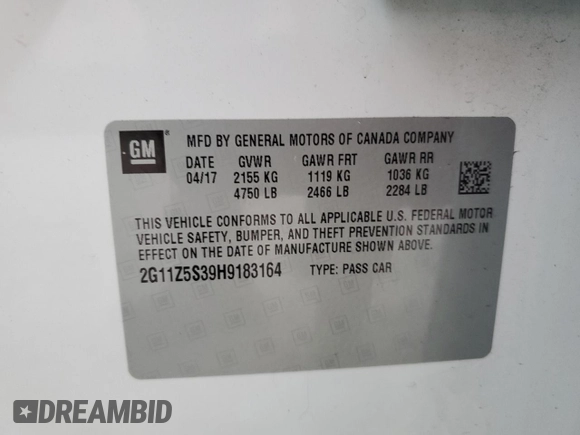 GM
MFD BY GENERAL MOTORS OF CANADA COMPANY
DATE GVWR GAWR FRT GAWR RR
04/17 2155 KG 1119 KG 1036 KG
4750 LB 2466 LB 2284 LB
THIS VEHICLE CONFORMS TO ALL APPLICABLE U.S. FEDERAL MOTOR
VEHICLE SAFETY, BUMPER, AND THEFT PREVENTION STANDARDS IN
EFFECT ON THE DATE OF MANUFACTURE SHOWN ABOVE.
2G11Z5S39H9183164 TYPE: PASS CAR
DREAMBID